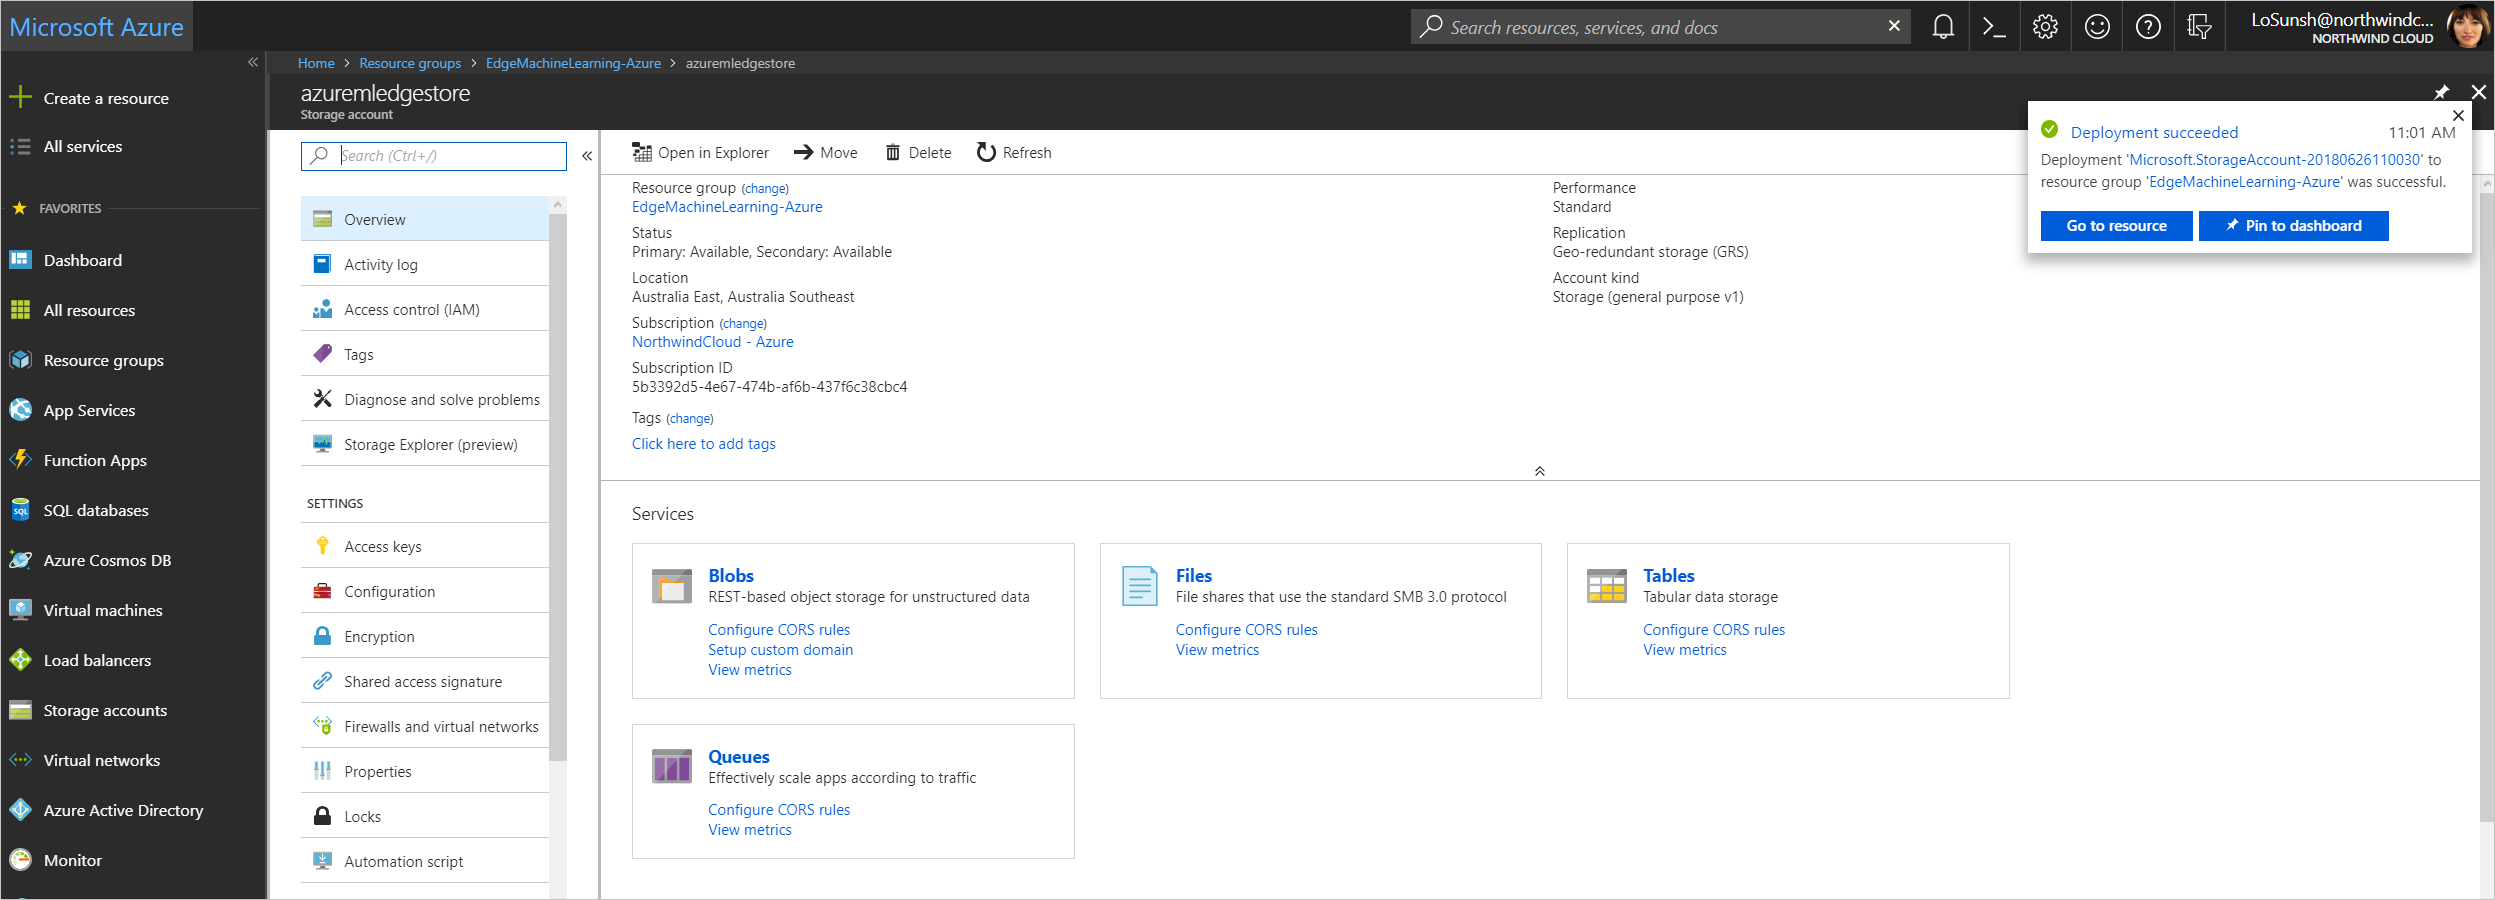 Microsoft Azure
Search resources, services, and docs
LoSunsh@northwindc...
NORTHWIND CLOUD
Create a resource
All services
FAVORITES
Dashboard
All resources
Resource groups
App Services
Function Apps
SQL databases
Azure Cosmos DB
Virtual machines
Load balancers
Storage accounts
Virtual networks
Azure Active Directory
Monitor
Home > Resource groups > EdgeMachineLearning-Azure > azuremledgestore
azuremledgestore
Storage account
Search (Ctrl+/)
Overview
Activity log
Access control (IAM)
Tags
Diagnose and solve problems
Storage Explorer (preview)
SETTINGS
Access keys
Configuration
Encryption
Shared access signature
Firewalls and virtual networks
Properties
Locks
Automation script
Open in Explorer Move Delete Refresh
Resource group (change)
EdgeMachineLearning-Azure
Status
Primary: Available, Secondary: Available
Location
Australia East, Australia Southeast
Subscription (change)
NorthwindCloud - Azure
Subscription ID
5b3392d5-4e67-474b-af6b-437f6c38cbc4
Tags (change)
Click here to add tags
Performance
Standard
Replication
Geo-redundant storage (GRS)
Account kind
Storage (general purpose v1)
Deployment succeeded 11:01 AM
Deployment 'Microsoft.StorageAccount-20180626110030' to
resource group 'EdgeMachineLearning-Azure' was successful.
Go to resource
Pin to dashboard
Services
Blobs
REST-based object storage for unstructured data
Configure CORS rules
Setup custom domain
View metrics
Files
File shares that use the standard SMB 3.0 protocol
Configure CORS rules
View metrics
Tables
Tabular data storage
Configure CORS rules
View metrics
Queues
Effectively scale apps according to traffic
Configure CORS rules
View metrics